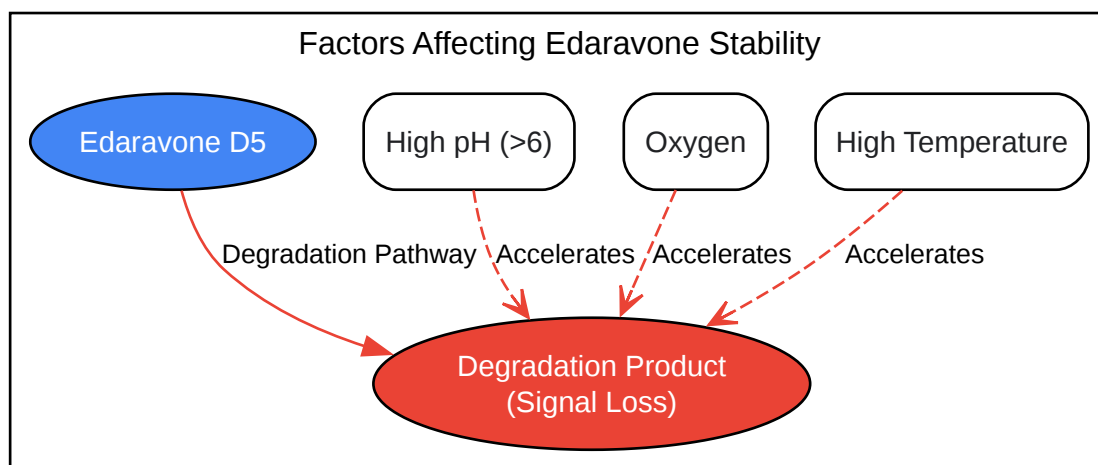 Factors Affecting Edaravone Stability
Edaravone D5
High pH (>6)
Oxygen
High Temperature
Degradation Pathway
Accelerates
Accelerates
Accelerates
Degradation Product
(Signal Loss)